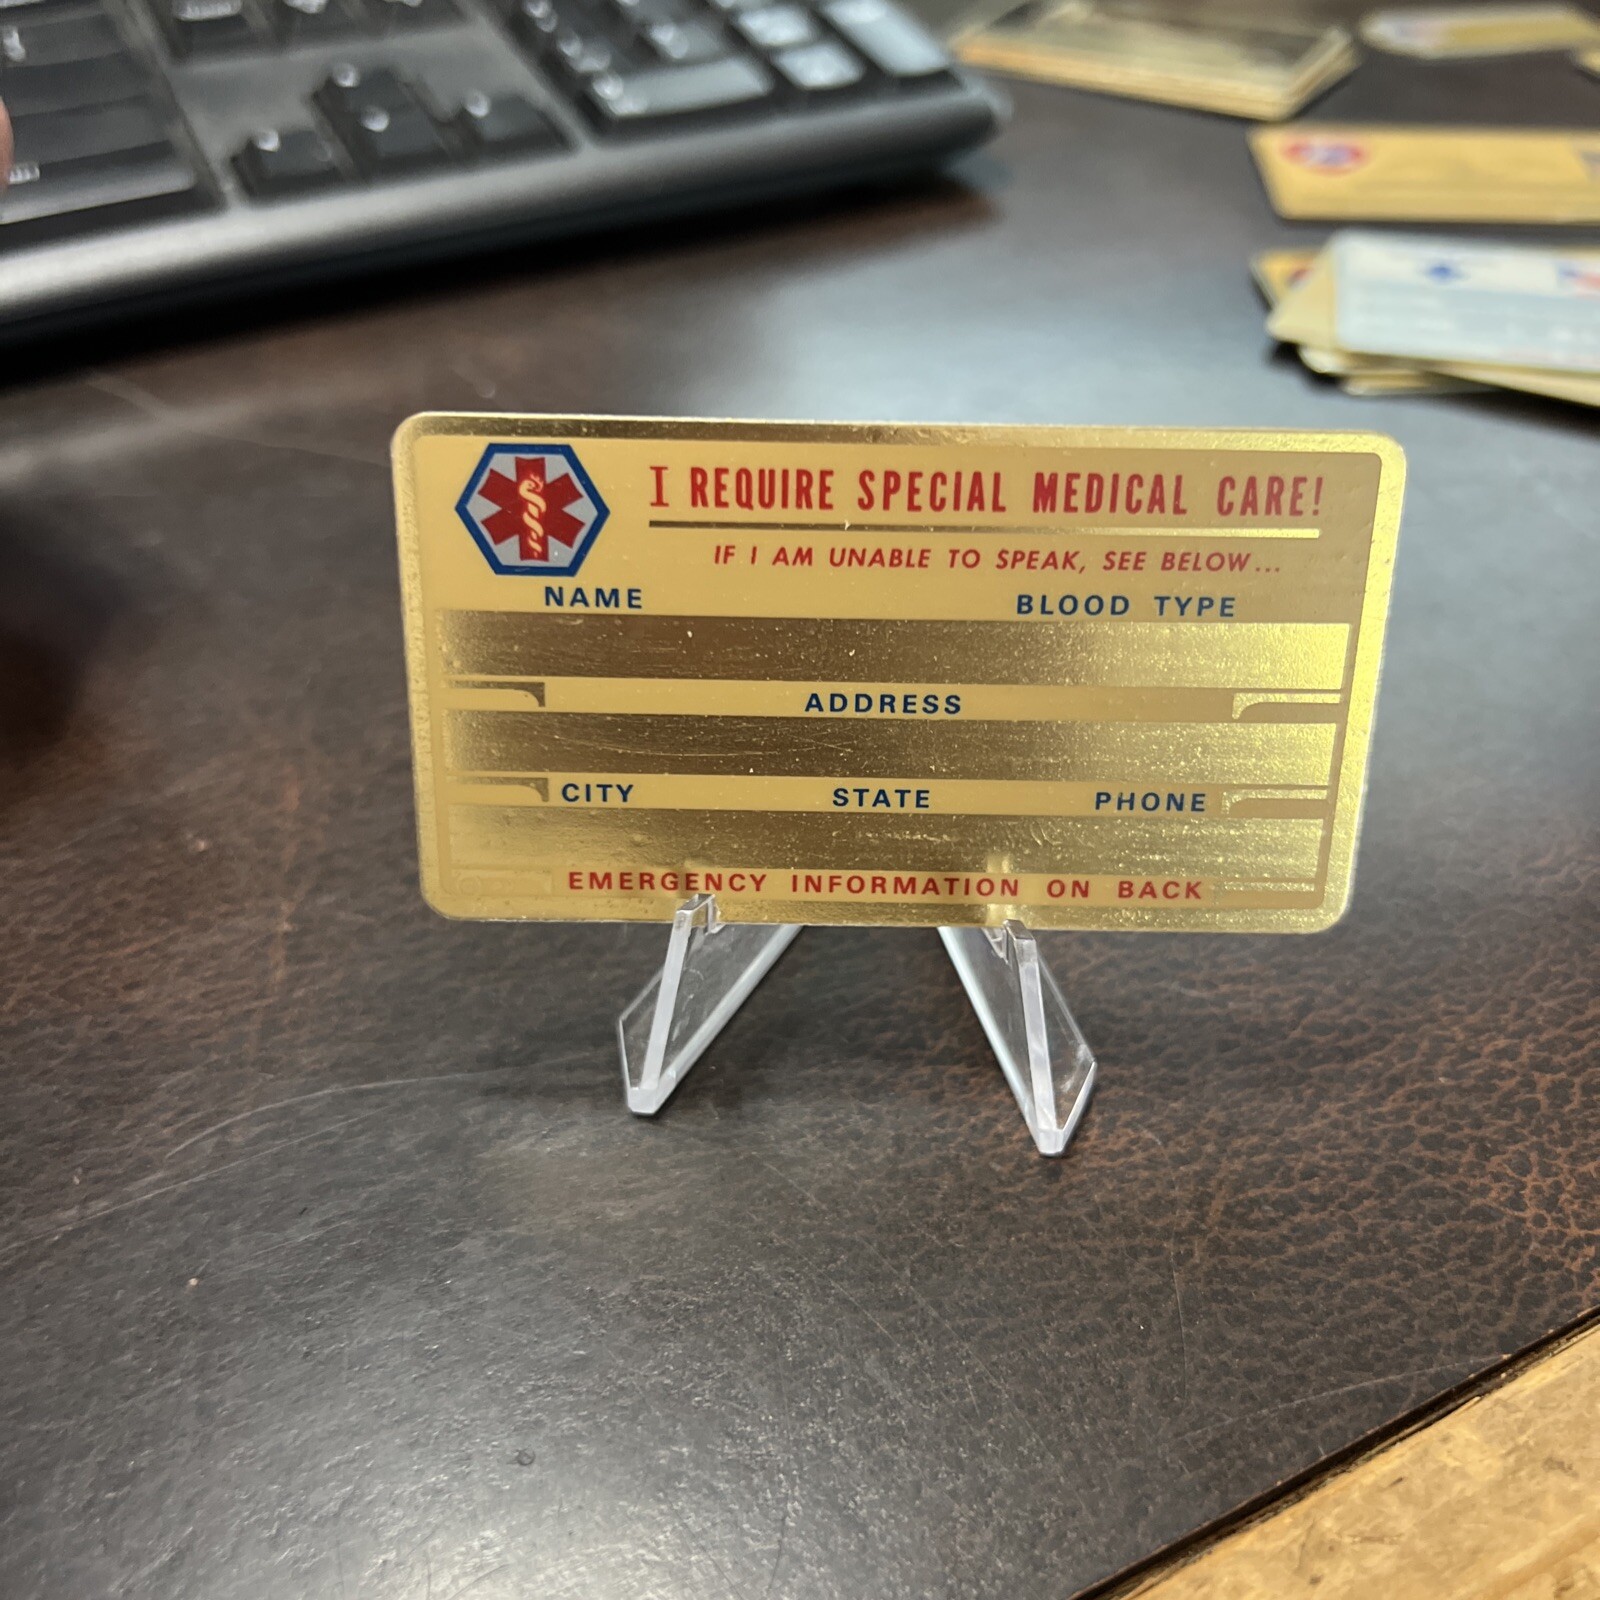 I REQUIRE SPECIAL MEDICAL CARE!
IF I AM UNABLE TO SPEAK, SEE BELOW...
NAME BLOOD TYPE
ADDRESS
CITY STATE PHONE
EMERGENCY INFORMATION ON BACK